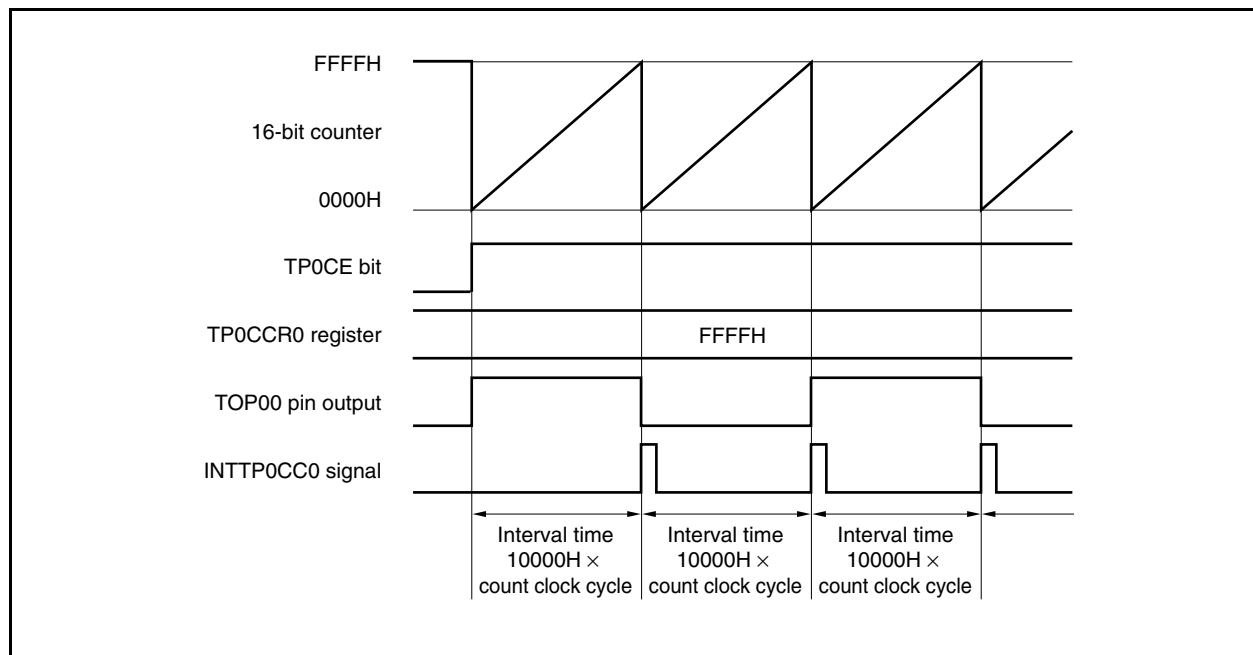 FFFFH
16-bit counter
0000H
TP0CE bit
TP0CCR0 register
FFFFH
TOP00 pin output
INTTP0CC0 signal
Interval time
10000H ×
count clock cycle
Interval time
10000H ×
count clock cycle
Interval time
10000H ×
count clock cycle